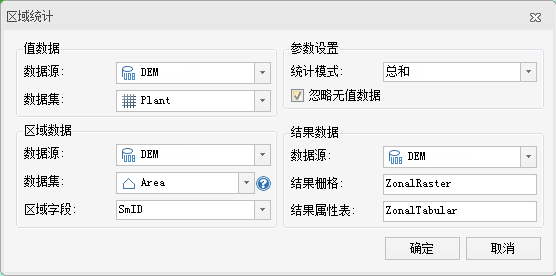 区域统计
值数据
数据源: DEM
数据集: Plant
区域数据
数据源: DEM
数据集: Area
区域字段: SmID
参数设置
统计模式: 总和
忽略无值数据
结果数据
数据源: DEM
结果栅格: ZonalRaster
结果属性表: ZonalTabular
确定
取消